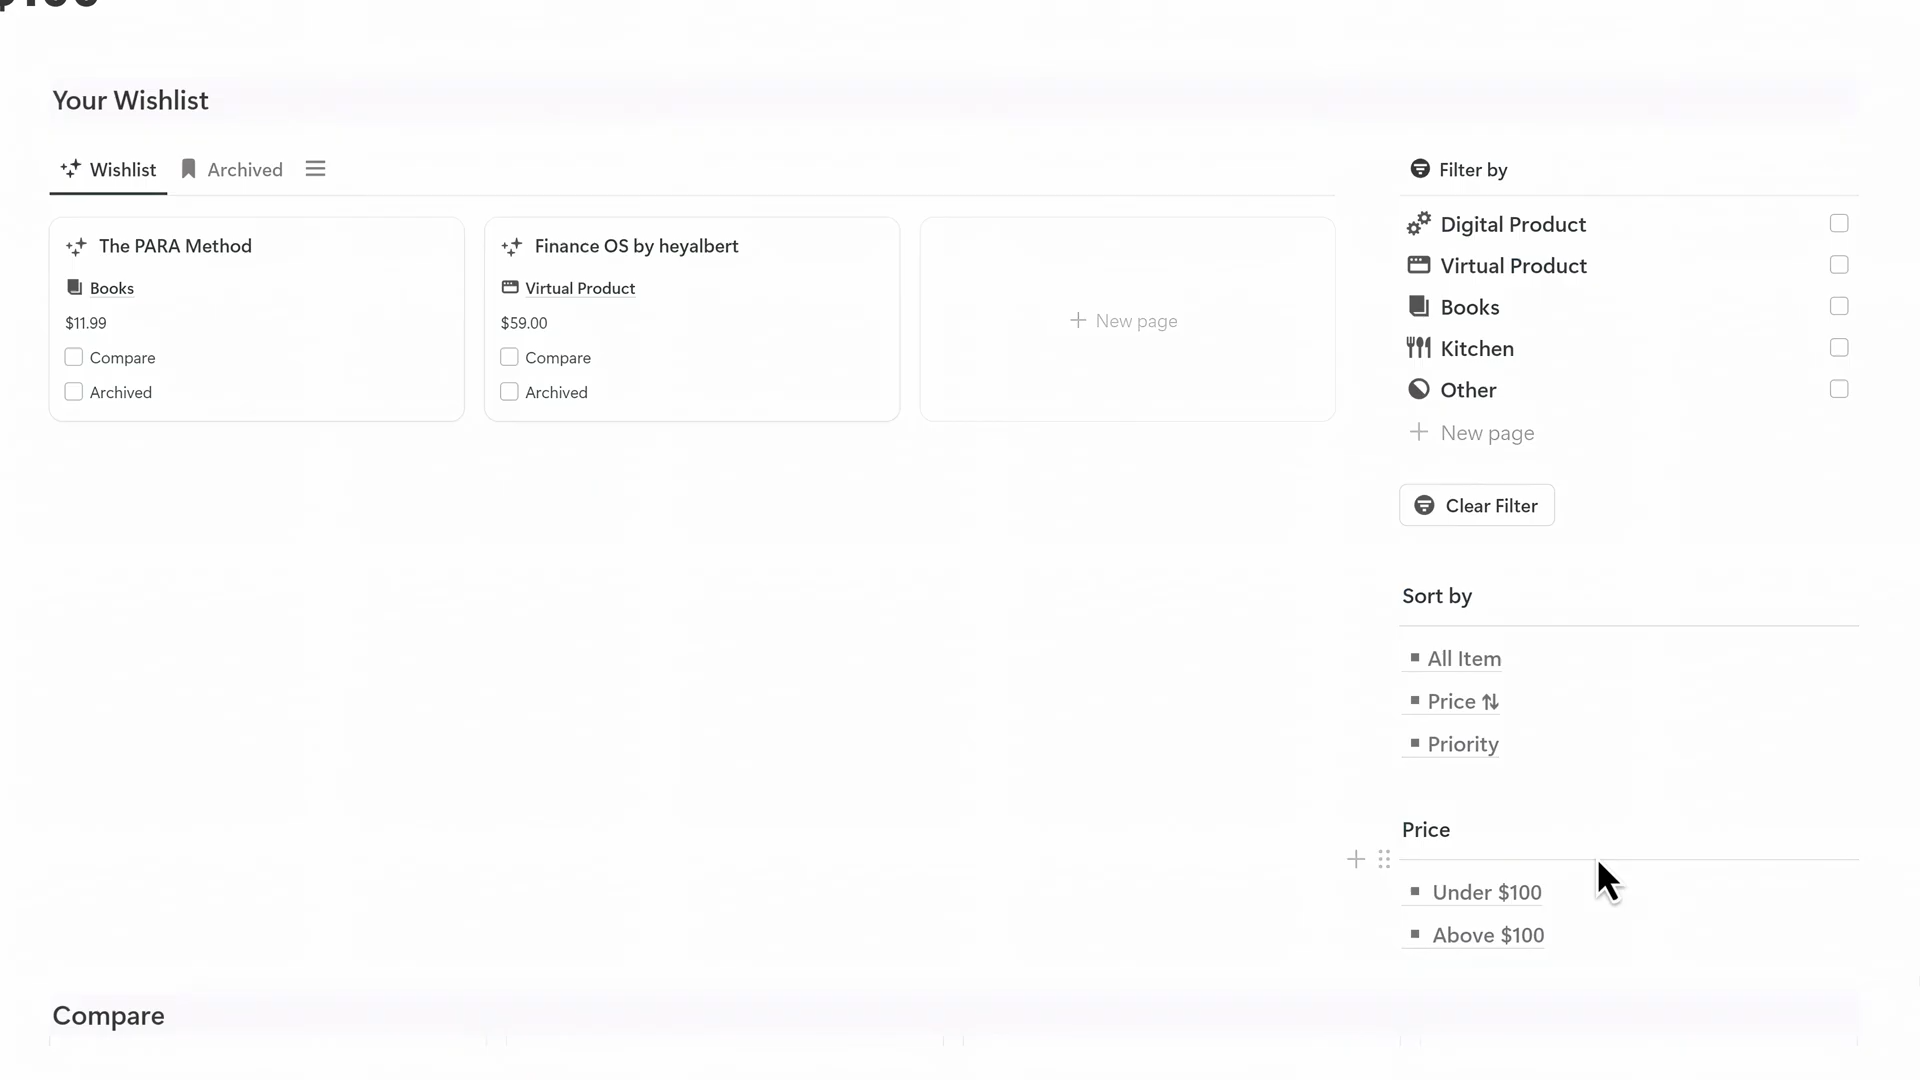 Your Wishlist
Wishlist
Archived
The PARA Method
Books
$11.99
Compare
Archived
Finance OS by heyalbert
Virtual Product
$59.00
Compare
Archived
New page
Filter by
Digital Product
Virtual Product
Books
Kitchen
Other
New page
Clear Filter
Sort by
All Item
Price ⇅
Priority
Price
Under $100
Above $100
Compare